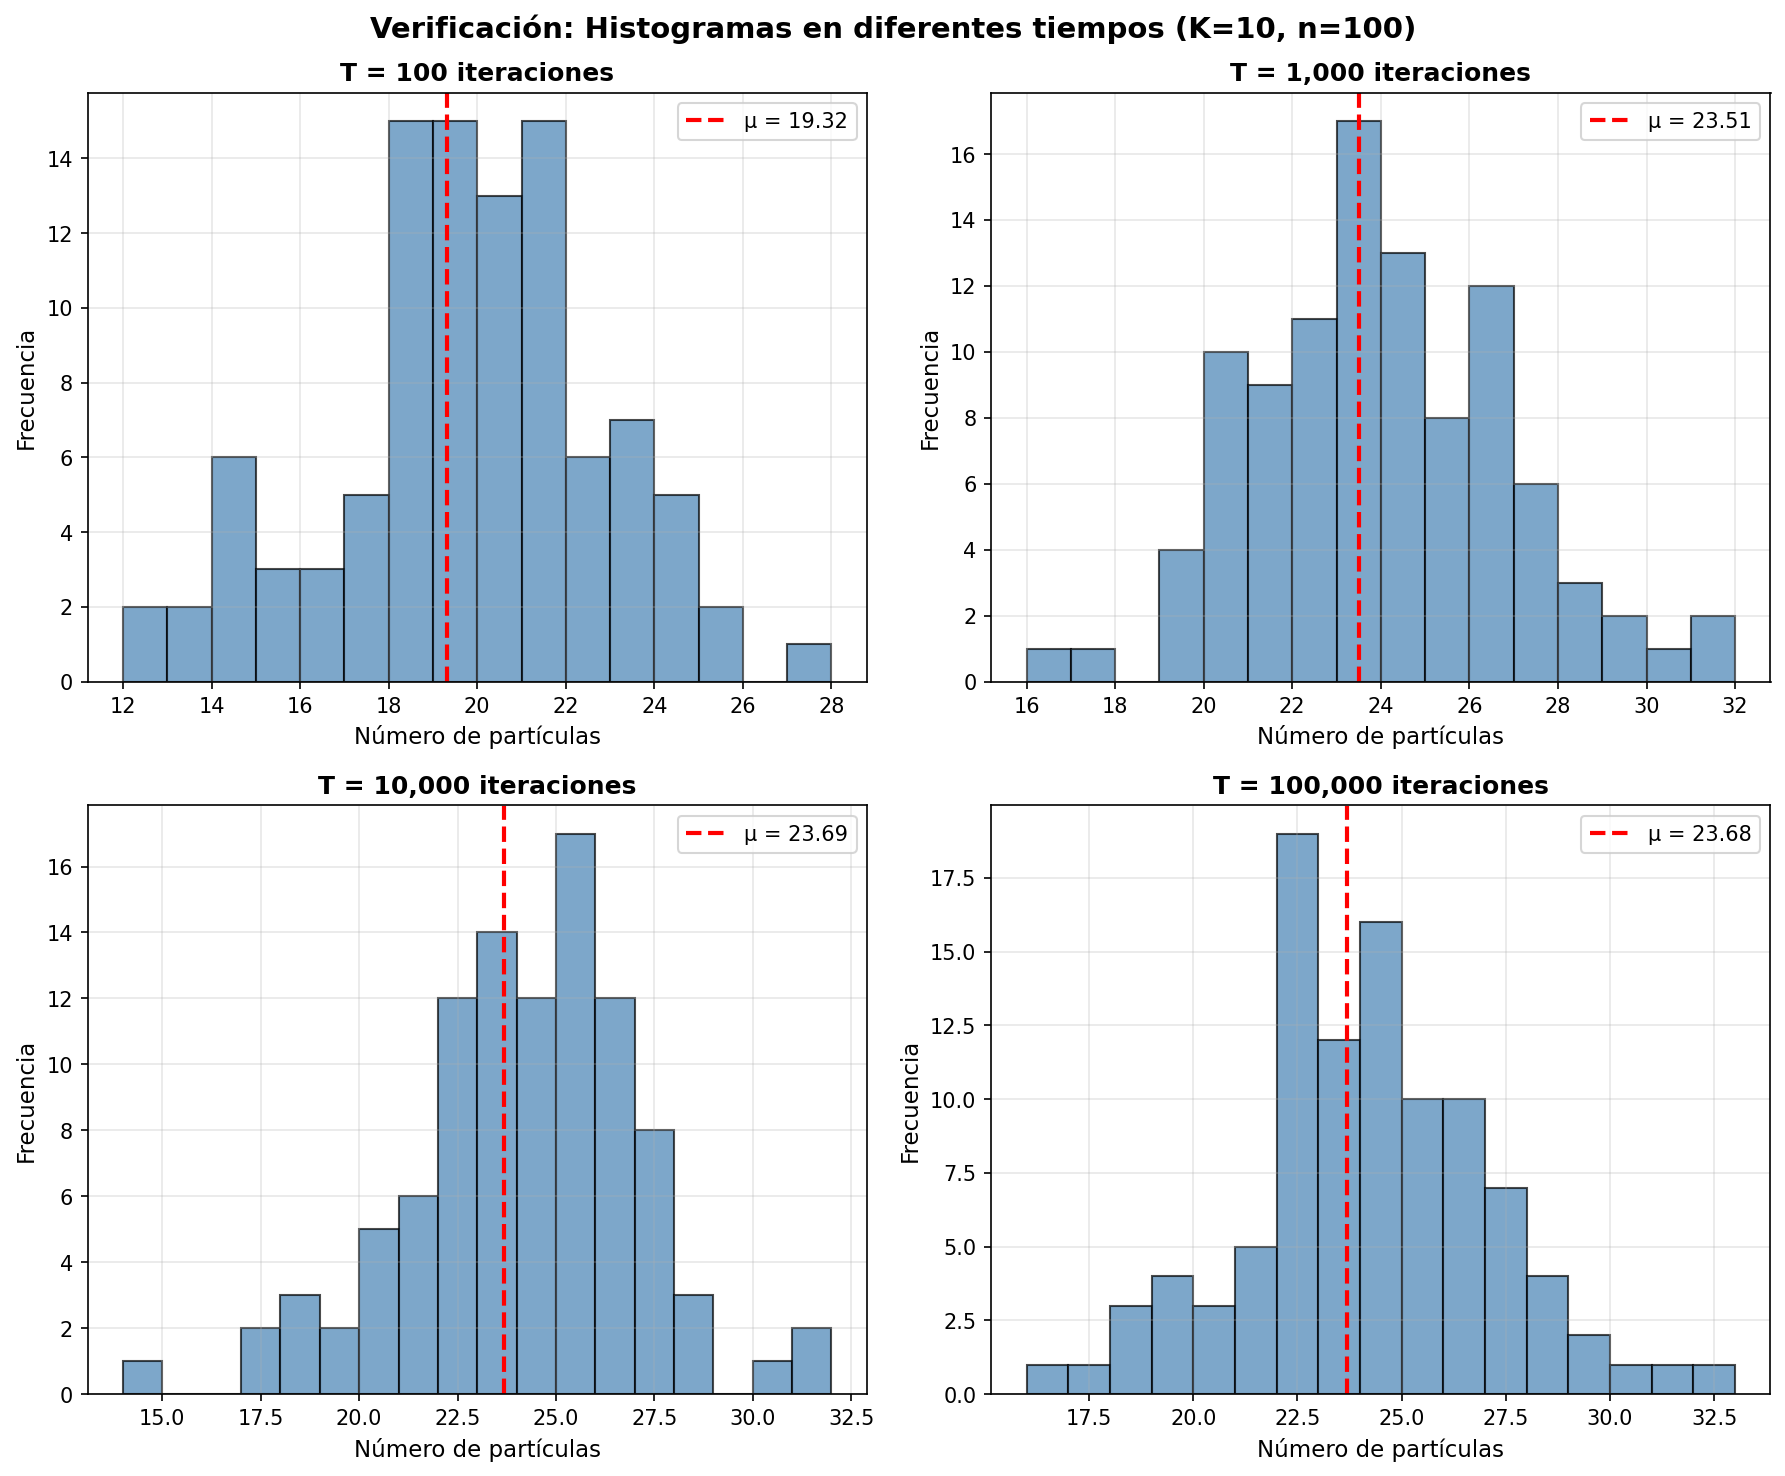 Verificación: Histogramas en diferentes tiempos (K=10, n=100)
T = 100 iteraciones
μ = 19.32
Frecuencia
14
12
10
8
6
4
2
0
12 14 16 18 20 22 24 26 28
Número de partículas
T = 1,000 iteraciones
μ = 23.51
Frecuencia
16
14
12
10
8
6
4
2
0
16 18 20 22 24 26 28 30 32
Número de partículas
T = 10,000 iteraciones
μ = 23.69
Frecuencia
16
14
12
10
8
6
4
2
0
15.0 17.5 20.0 22.5 25.0 27.5 30.0 32.5
Número de partículas
T = 100,000 iteraciones
μ = 23.68
Frecuencia
17.5
15.0
12.5
10.0
7.5
5.0
2.5
0.0
17.5 20.0 22.5 25.0 27.5 30.0 32.5
Número de partículas